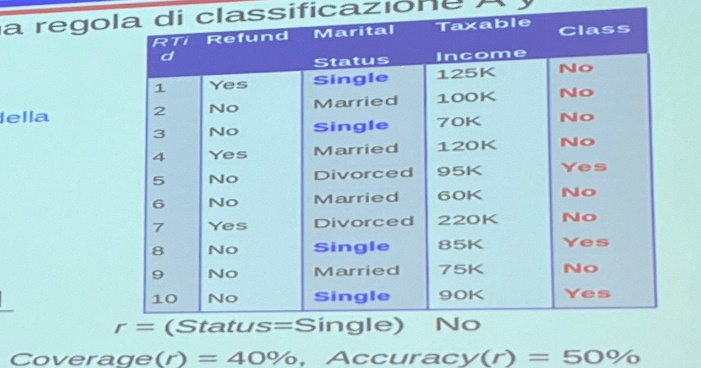 a regola di classificazione
RTi Refund Marital Taxable Class
d Status Income
1 Yes Single 125K No
2 No Married 100K No
della
3 No Single 70K No
4 Yes Married 120K No
5 No Divorced 95K Yes
6 No Married 60K No
7 Yes Divorced 220K No
8 No Single 85K Yes
9 No Married 75K No
10 No Single 90K Yes
r = (Status=Single) No
Coverage(r) = 40%, Accuracy(r) = 50%